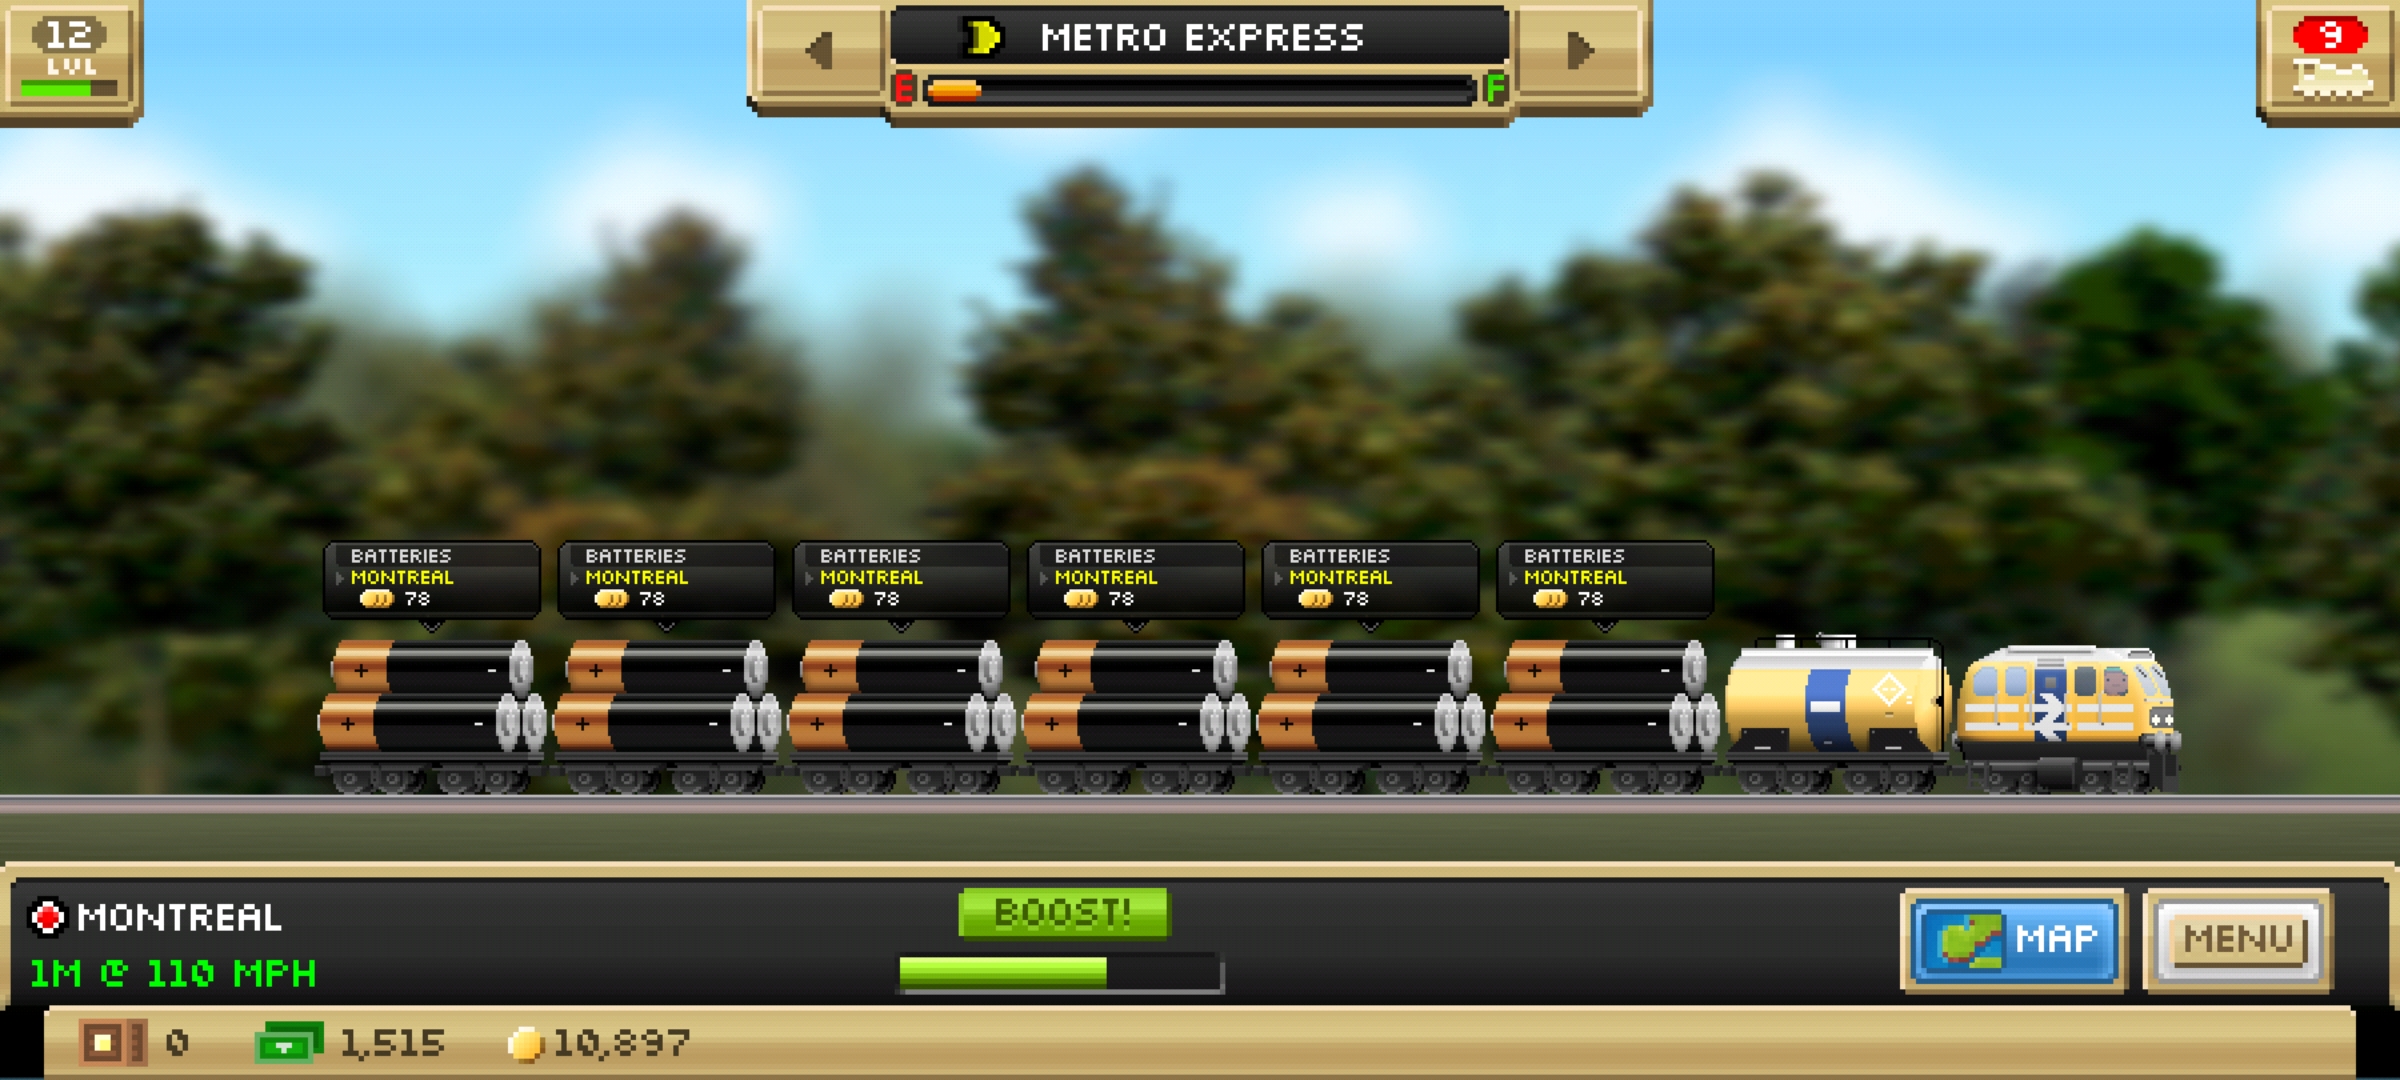 12
LVL
METRO EXPRESS
E F
9
BATTERIES
MONTREAL
78
BATTERIES
MONTREAL
78
BATTERIES
MONTREAL
78
BATTERIES
MONTREAL
78
BATTERIES
MONTREAL
78
BATTERIES
MONTREAL
78
+ -
+ -
+ -
+ -
+ -
+ -
+ -
+ -
+ -
+ -
+ -
+ -
MONTREAL
1M @ 110 MPH
BOOST!
MAP
MENU
0
1,515
10,897